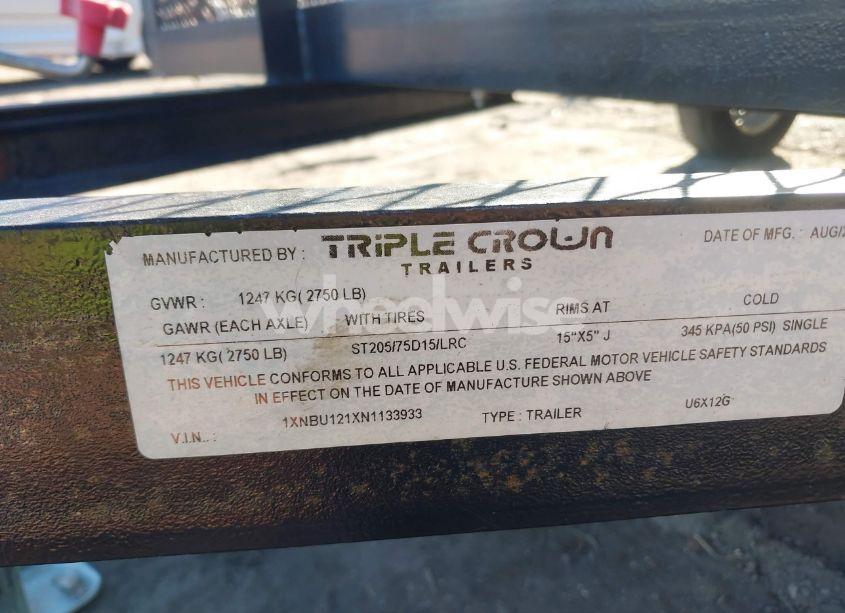 MANUFACTURED BY : TRIPLE CROWN TRAILERS DATE OF MFG. : AUG/2
GVWR : 1247 KG( 2750 LB)
GAWR (EACH AXLE) WITH TIRES RIMS AT COLD
1247 KG( 2750 LB) ST205/75D15/LRC 15"X5" J 345 KPA(50 PSI) SINGLE
THIS VEHICLE CONFORMS TO ALL APPLICABLE U.S. FEDERAL MOTOR VEHICLE SAFETY STANDARDS
IN EFFECT ON THE DATE OF MANUFACTURE SHOWN ABOVE
V.I.N.. : 1XNBU121XN1133933 TYPE : TRAILER U6X12G
wheelwise